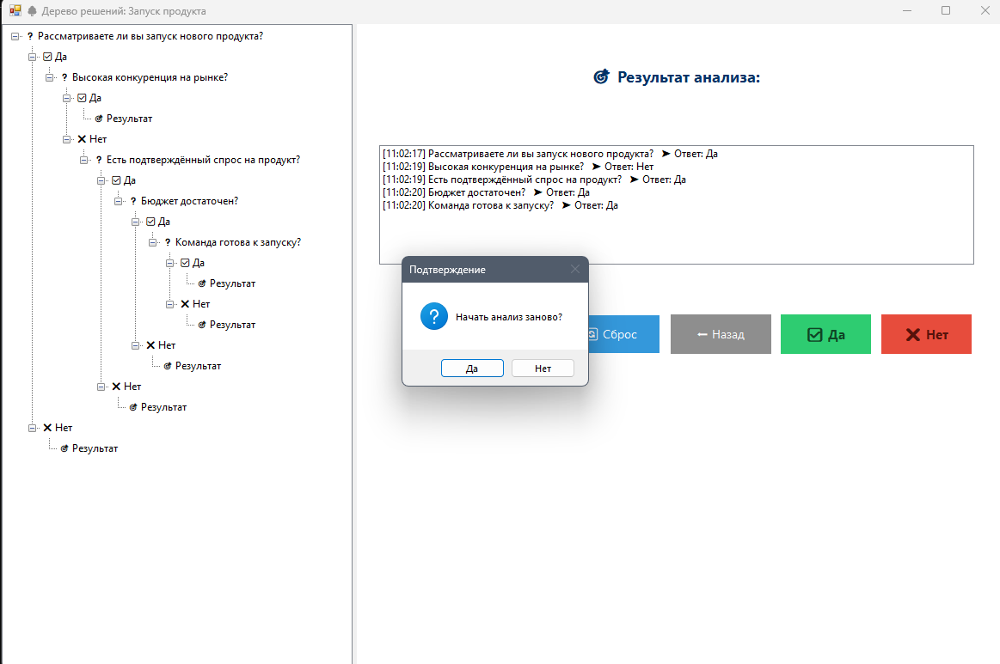 Дерево решений: Запуск продукта
? Рассматриваете ли вы запуск нового продукта?
Да
? Высокая конкуренция на рынке?
Да
Результат
Нет
? Есть подтверждённый спрос на продукт?
Да
? Бюджет достаточен?
Да
? Команда готова к запуску?
Да
Результат
Нет
Результат
Нет
Результат
Нет
Результат
Нет
Результат
Результат анализа:
[11:02:17] Рассматриваете ли вы запуск нового продукта? ➤ Ответ: Да
[11:02:19] Высокая конкуренция на рынке? ➤ Ответ: Нет
[11:02:19] Есть подтверждённый спрос на продукт? ➤ Ответ: Да
[11:02:20] Бюджет достаточен? ➤ Ответ: Да
[11:02:20] Команда готова к запуску? ➤ Ответ: Да
Подтверждение
Начать анализ заново?
Да Нет
Сброс Назад Да Нет